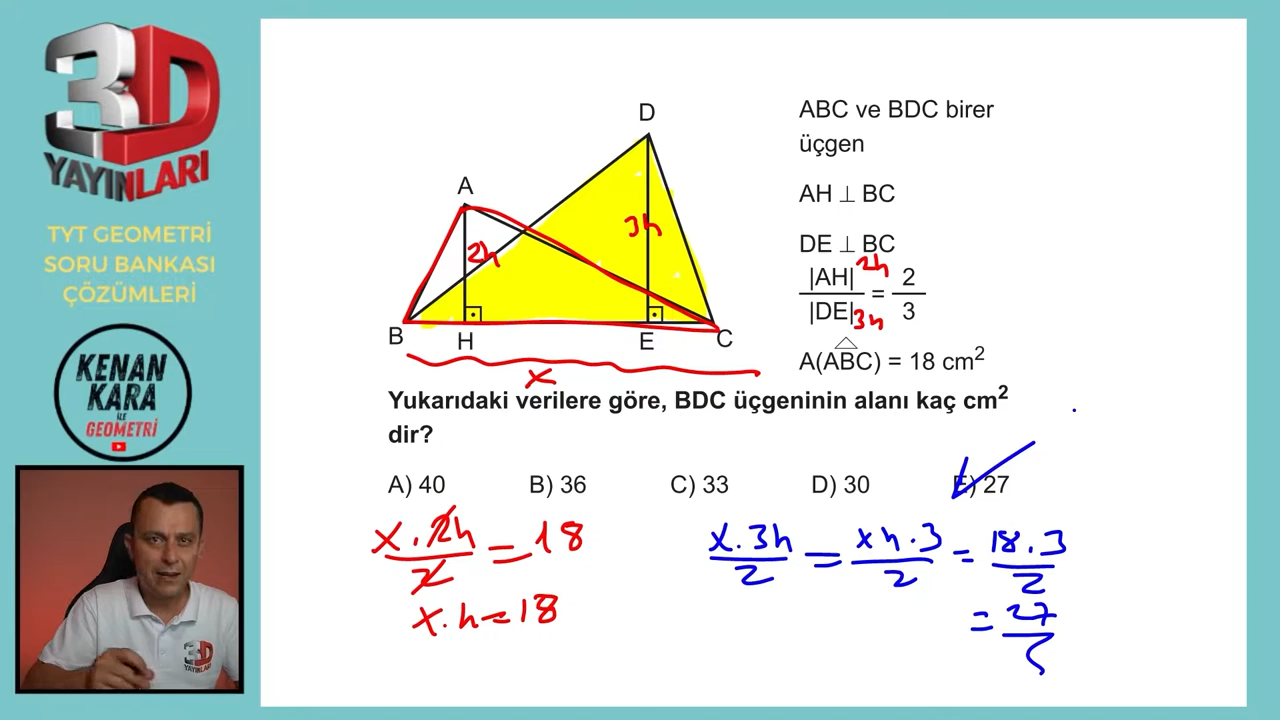 3D
YAYINLARI
TYT GEOMETRİ
SORU BANKASI
ÇÖZÜMLERİ
KENAN
KARA
İLE
GEOMETRİ
3D
YAYINLARI
D
A
2h
3h
B
H
E
C
x
ABC ve BDC birer
üçgen
AH ⊥ BC
DE ⊥ BC
|AH| 2h / |DE| 3h = 2/3
A(ABC) = 18 cm²
Yukarıdaki verilere göre, BDC üçgeninin alanı kaç cm²
dir?
A) 40 B) 36 C) 33 D) 30 E) 27
x . 2h / 2 = 18
x . h = 18
x . 3h / 2 = xh . 3 / 2 = 18 . 3 / 2
= 27